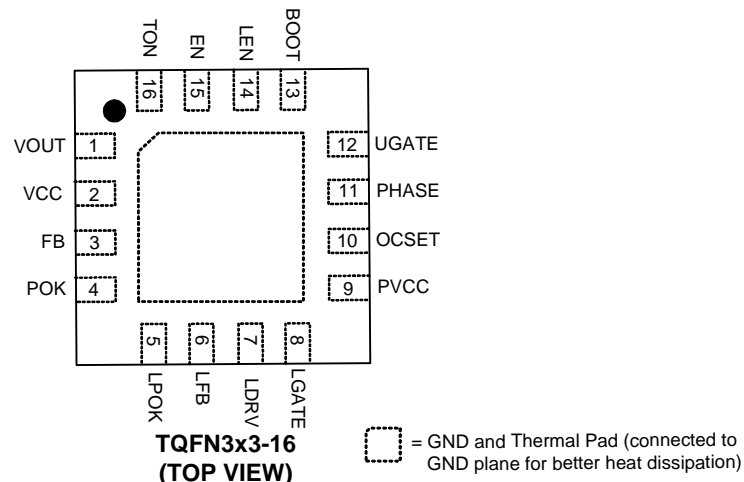 TON
EN
LEN
BOOT
16
15
14
13
VOUT 1
VCC 2
FB 3
POK 4
12 UGATE
11 PHASE
10 OCSET
9 PVCC
5
6
7
8
LPOK
LFB
LDRV
LGATE
TQFN3x3-16
(TOP VIEW)
= GND and Thermal Pad (connected to
GND plane for better heat dissipation)